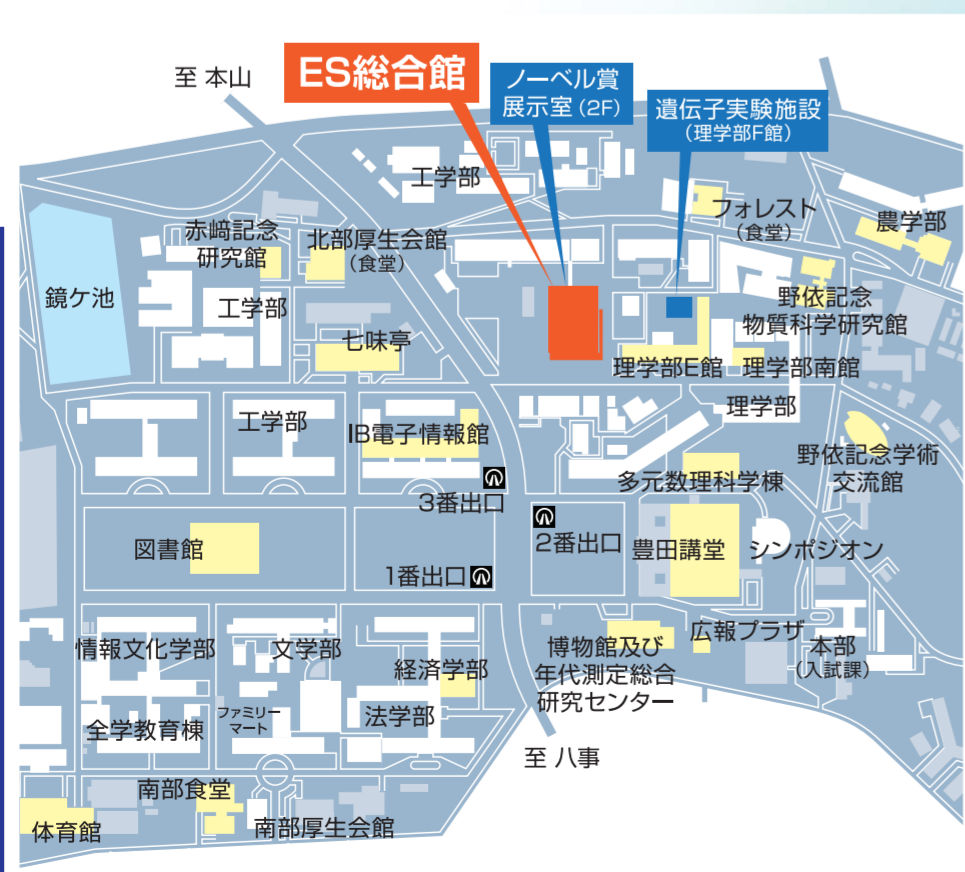 至 本山
ES総合館
ノーベル賞
展示室(2F)
遺伝子実験施設
(理学部F館)
工学部
フォレスト
(食堂)
農学部
赤﨑記念
研究館
北部厚生会館
(食堂)
鏡ケ池
工学部
七味亭
野依記念
物質科学研究館
理学部E館
理学部南館
理学部
工学部
IB電子情報館
野依記念学術
交流館
多元数理科学棟
3番出口
2番出口
図書館
1番出口
豊田講堂
シンポジオン
情報文化学部
文学部
経済学部
博物館及び
年代測定総合
研究センター
広報プラザ
本部
(入試課)
全学教育棟
ファミリー
マート
法学部
至 八事
南部食堂
体育館
南部厚生会館